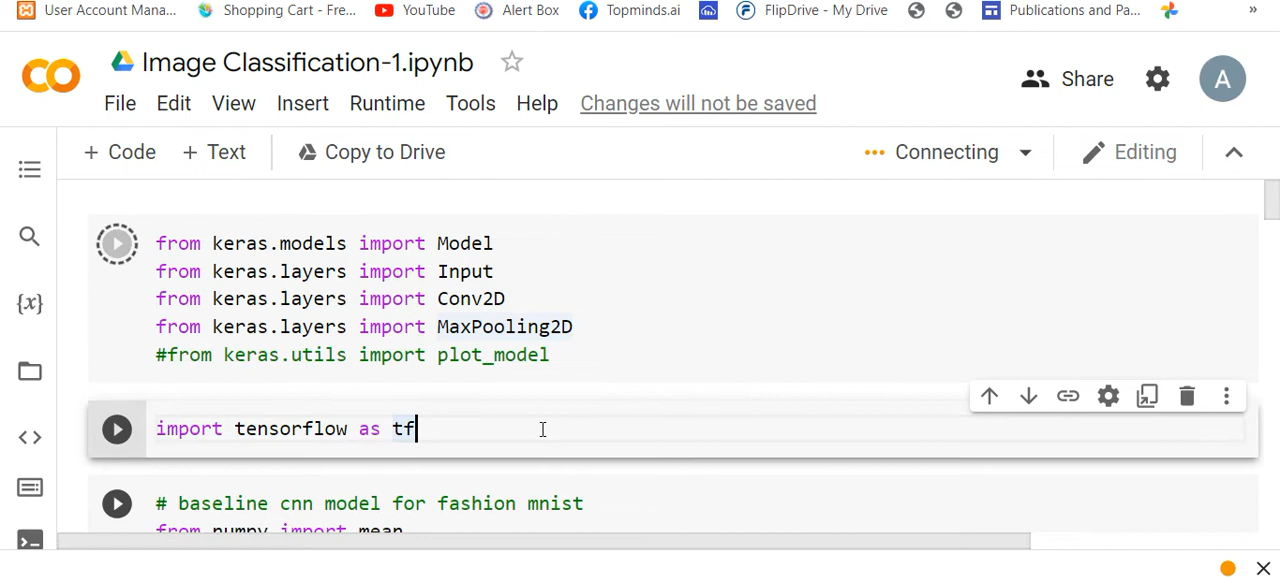 User Account Mana... Shopping Cart - Fre... YouTube Alert Box Topminds.ai FlipDrive - My Drive Publications and Pa... »
Image Classification-1.ipynb
Share A
File Edit View Insert Runtime Tools Help Changes will not be saved
+ Code + Text Copy to Drive Connecting Editing
from keras.models import Model
from keras.layers import Input
from keras.layers import Conv2D
from keras.layers import MaxPooling2D
#from keras.utils import plot_model
import tensorflow as tf
# baseline cnn model for fashion mnist
from numpy import mean